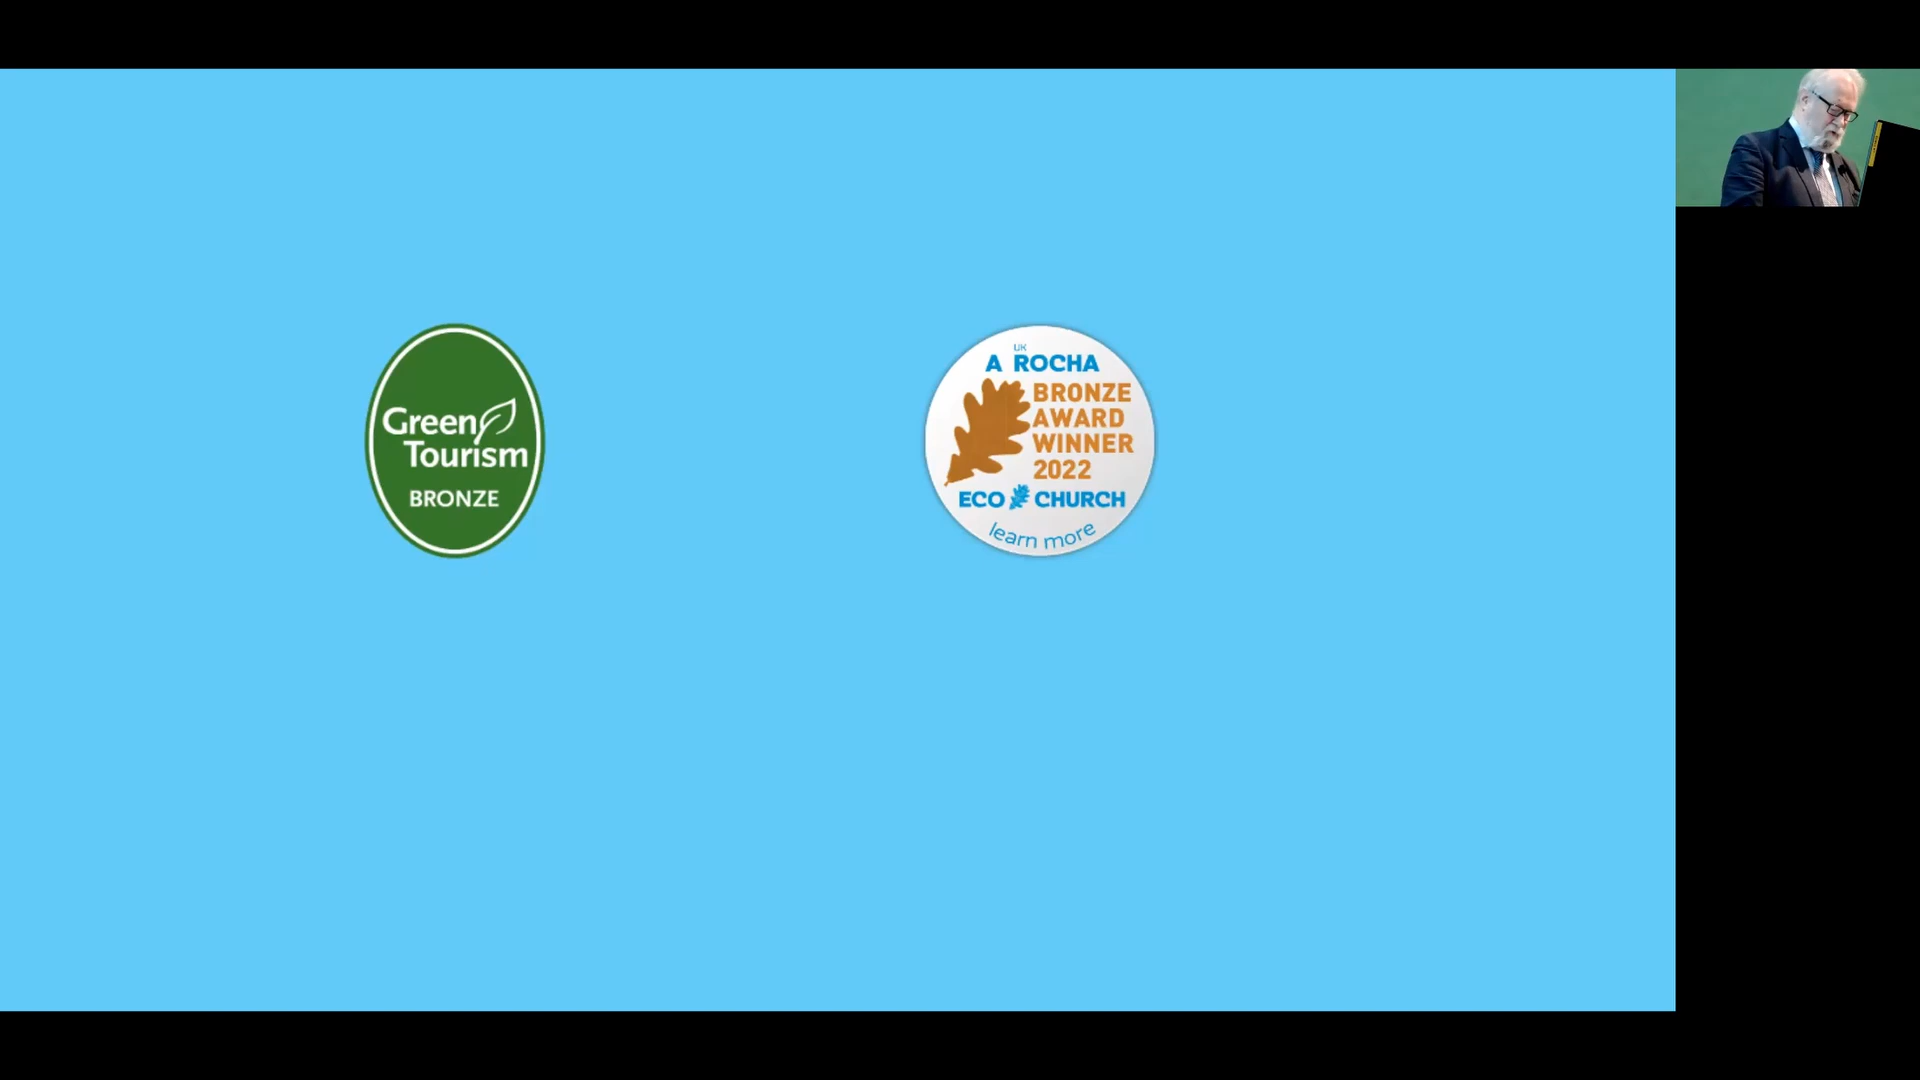 Green
Tourism
BRONZE
UK
A ROCHA
BRONZE
AWARD
WINNER
2022
ECO CHURCH
learn more